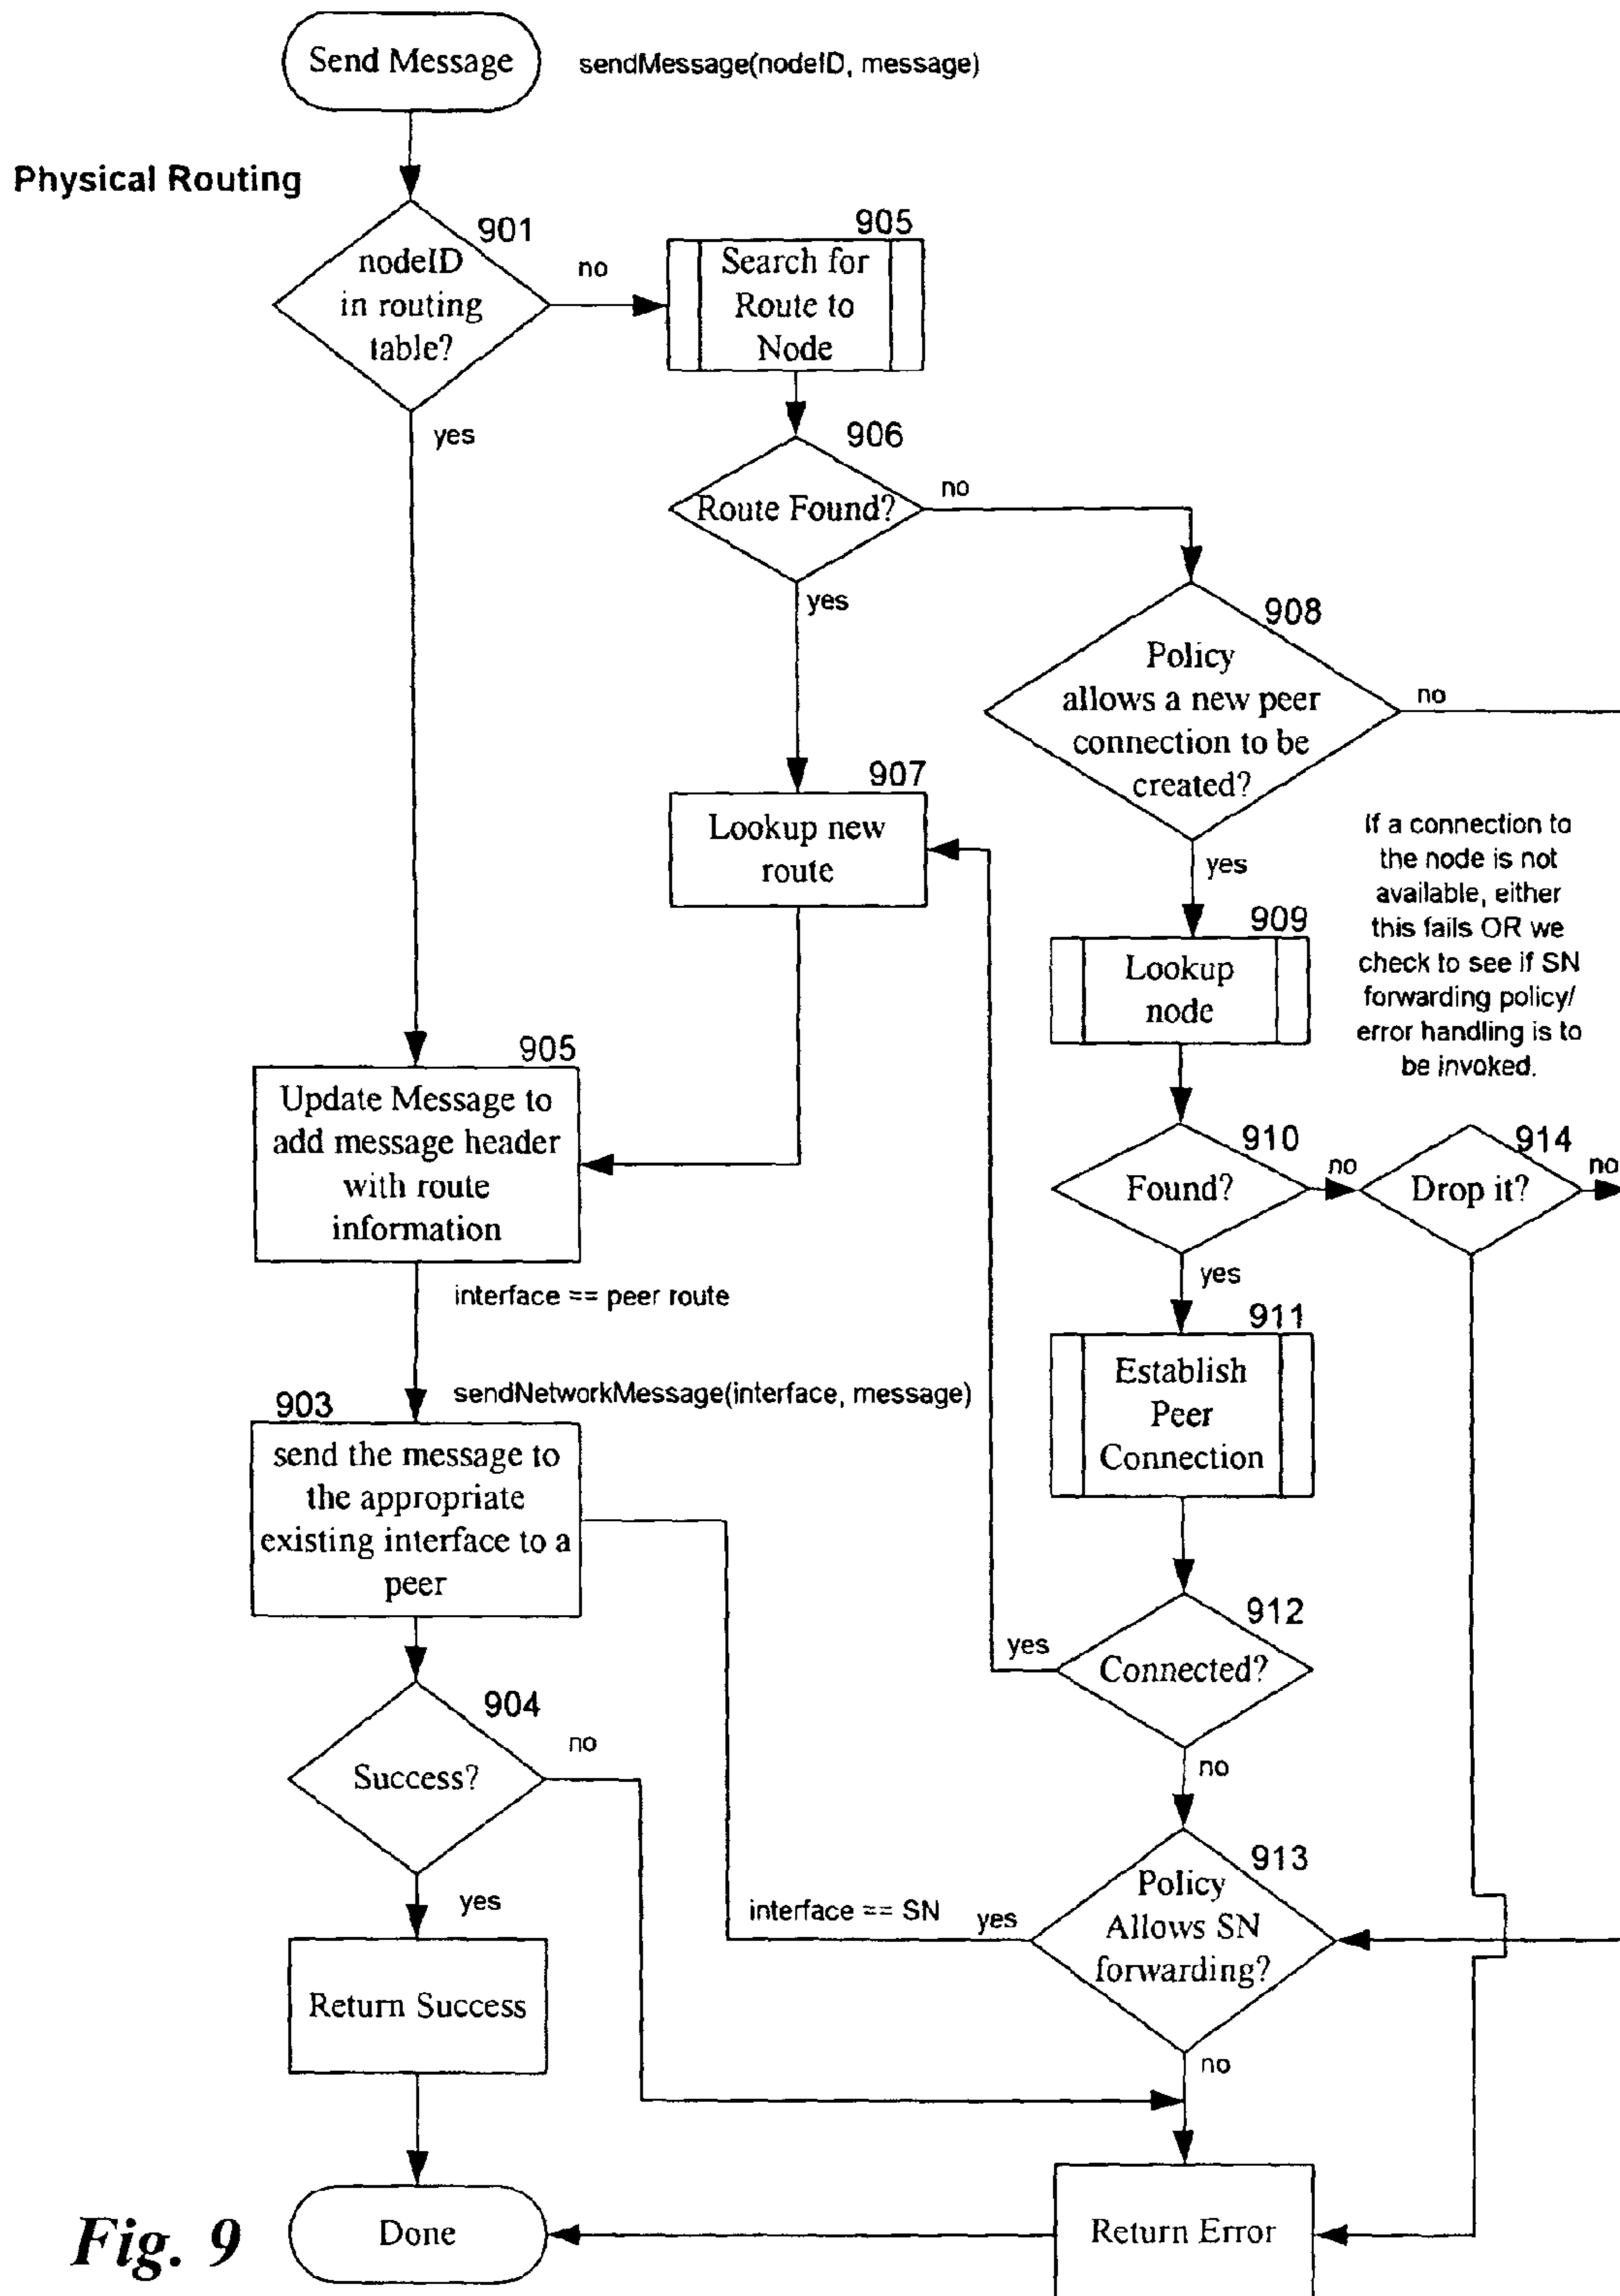 Send Message
sendMessage(nodeID, message)
Physical Routing
901
nodeID
in routing
table?
no
yes
905
Search for
Route to
Node
906
Route Found?
no
yes
908
Policy
allows a new peer
connection to be
created?
no
yes
907
Lookup new
route
If a connection to
the node is not
available, either
this fails OR we
check to see if SN
forwarding policy/
error handling is to
be invoked.
909
Lookup
node
905
Update Message to
add message header
with route
information
910
Found?
no
yes
914
Drop it?
no
interface == peer route
911
Establish
Peer
Connection
sendNetworkMessage(interface, message)
903
send the message to
the appropriate
existing interface to a
peer
912
Connected?
yes
no
904
Success?
no
yes
913
Policy
Allows SN
forwarding?
interface == SN
yes
no
Return Success
Return Error
Done
Fig. 9